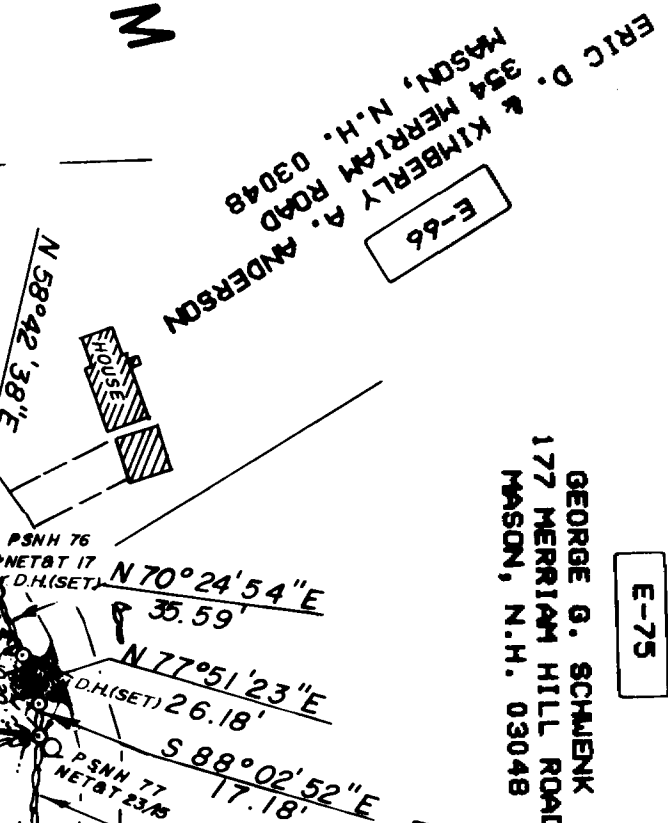 M
ERIC D. & KIMBERLY A. ANDERSON
354 MERRIAM ROAD
MASON, N.H. 03048
E-66
N 58°42'38"E
HOUSE
PSNH 76
NET&T 17
D.H.(SET)
N 70°24'54"E
35.59'
N 77°51'23"E
D.H.(SET)
26.18'
S 88°02'52"E
17.18'
PSNH 77
NET&T 23/15
GEORGE G. SCHWENK
177 MERRIAM HILL ROAD
MASON, N.H. 03048
E-75